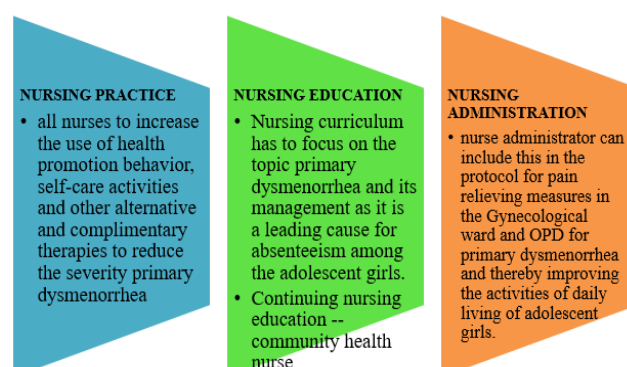 NURSING PRACTICE
• all nurses to increase
the use of health
promotion behavior,
self-care activities
and other alternative
and complimentary
therapies to reduce
the severity primary
dysmenorrhea
NURSING EDUCATION
• Nursing curriculum
has to focus on the
topic primary
dysmenorrhea and its
management as it is
a leading cause for
absenteeism among
the adolescent girls.
• Continuing nursing
education --
community health
nurse
NURSING
ADMINISTRATION
• nurse administrator can
include this in the
protocol for pain
relieving measures in
the Gynecological
ward and OPD for
primary dysmenorrhea
and thereby improving
the activities of daily
living of adolescent
girls.